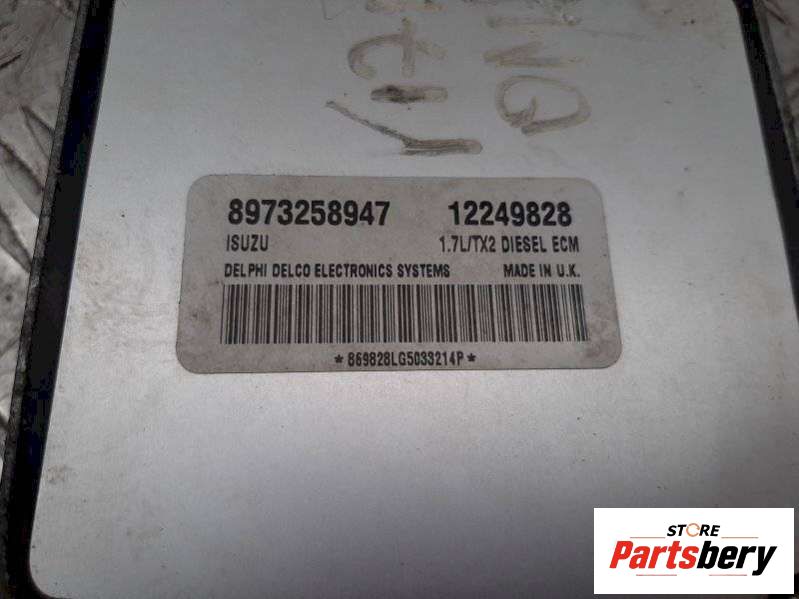 8973258947 12249828
ISUZU 1.7L/TX2 DIESEL ECM
DELPHI DELCO ELECTRONICS SYSTEMS MADE IN U.K.
*869828LG5033214P*
STORE
Partsbery